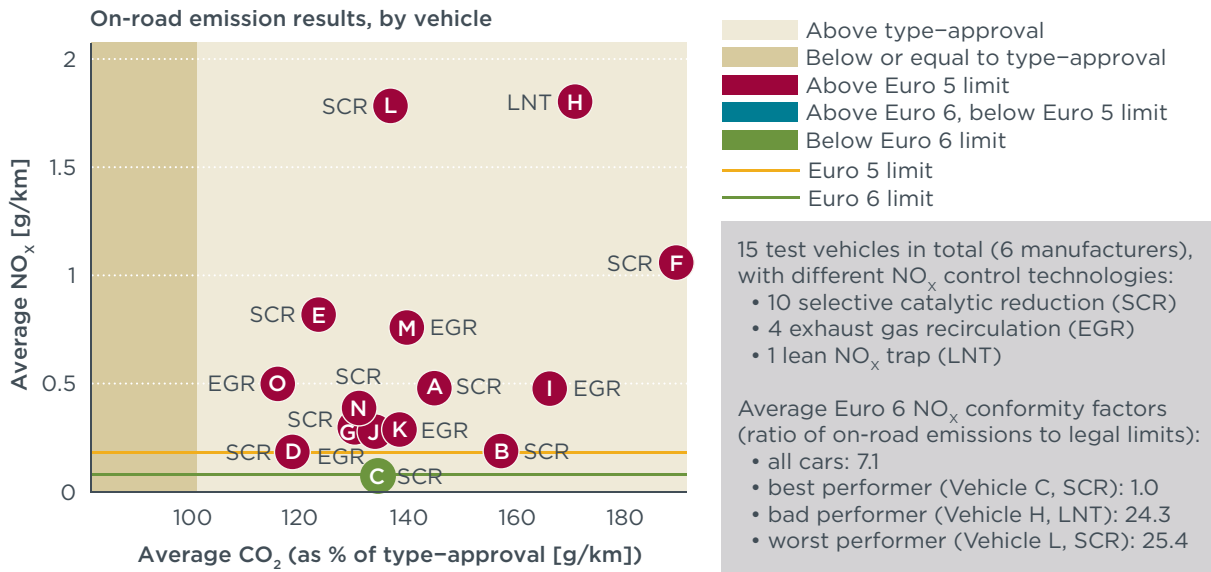 On-road emission results, by vehicle
Average NOx [g/km]
2
1.5
1
0.5
0
SCR L
LNT H
SCR F
SCR E
M EGR
EGR O
SCR
N
A SCR
I EGR
SCR G J K EGR
SCR D
EGR
B SCR
C SCR
100 120 140 160 180
Average CO2 (as % of type–approval [g/km])
Above type–approval
Below or equal to type–approval
Above Euro 5 limit
Above Euro 6, below Euro 5 limit
Below Euro 6 limit
Euro 5 limit
Euro 6 limit
15 test vehicles in total (6 manufacturers),
with different NOx control technologies:
• 10 selective catalytic reduction (SCR)
• 4 exhaust gas recirculation (EGR)
• 1 lean NOx trap (LNT)
Average Euro 6 NOx conformity factors
(ratio of on-road emissions to legal limits):
• all cars: 7.1
• best performer (Vehicle C, SCR): 1.0
• bad performer (Vehicle H, LNT): 24.3
• worst performer (Vehicle L, SCR): 25.4